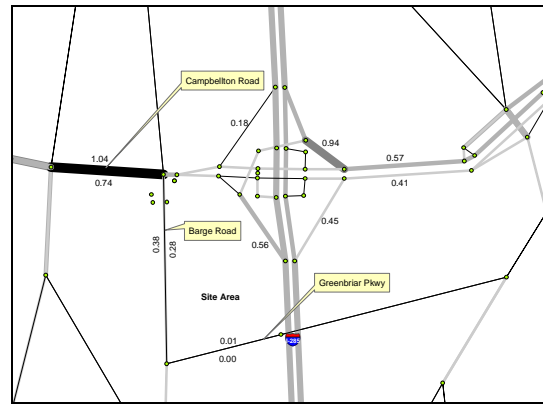 Campbellton Road
0.18
1.04
0.94
0.74
0.57
0.41
0.38
0.28
Barge Road
0.45
0.56
Greenbriar Pkwy
Site Area
0.01
0.00
I-285